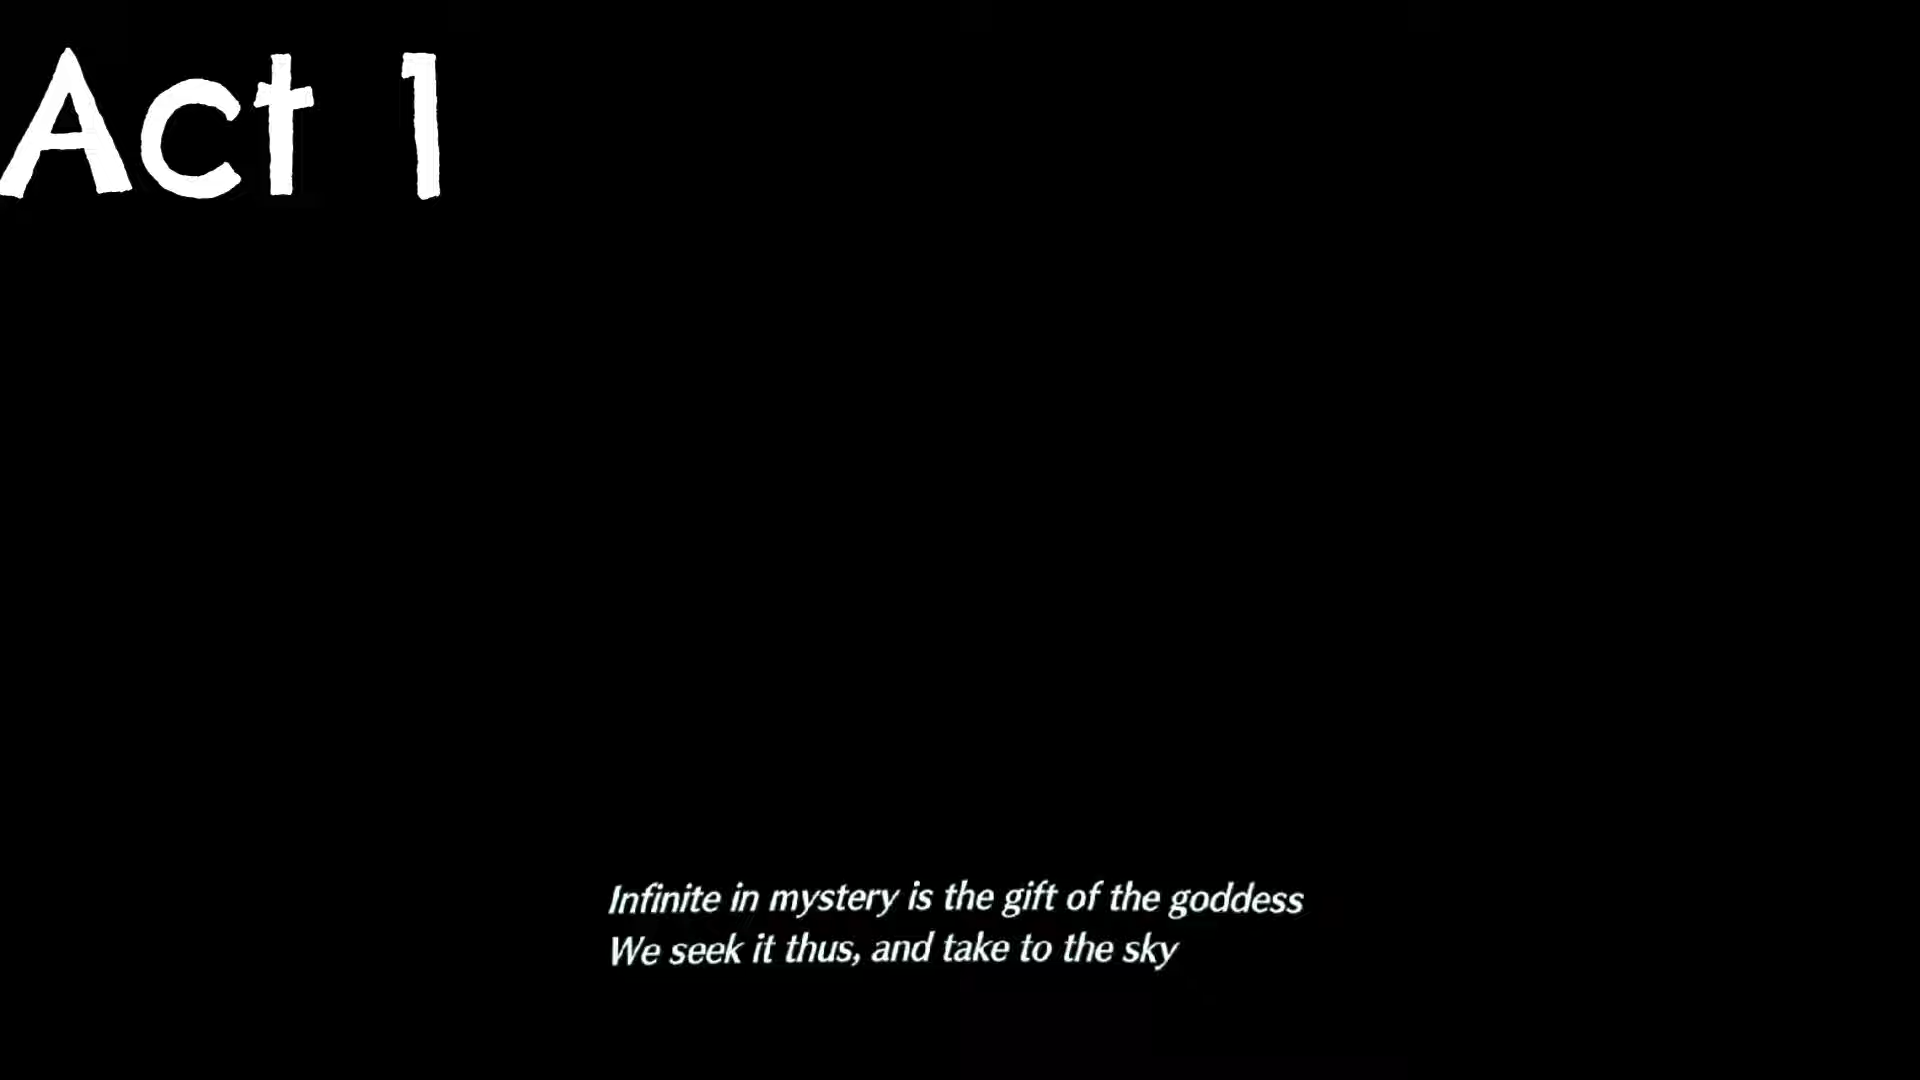 Act 1
Infinite in mystery is the gift of the goddess
We seek it thus, and take to the sky